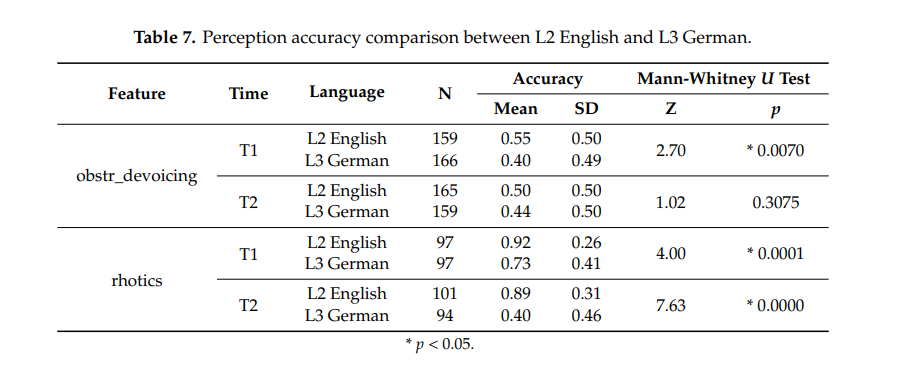 Table 7. Perception accuracy comparison between L2 English and L3 German.
Feature Time Language N Accuracy Mann-Whitney U Test
Mean SD Z p
obstr_devoicing T1 L2 English 159 0.55 0.50 2.70 * 0.0070
L3 German 166 0.40 0.49
T2 L2 English 165 0.50 0.50 1.02 0.3075
L3 German 159 0.44 0.50
rhotics T1 L2 English 97 0.92 0.26 4.00 * 0.0001
L3 German 97 0.73 0.41
T2 L2 English 101 0.89 0.31 7.63 * 0.0000
L3 German 94 0.40 0.46
* p < 0.05.